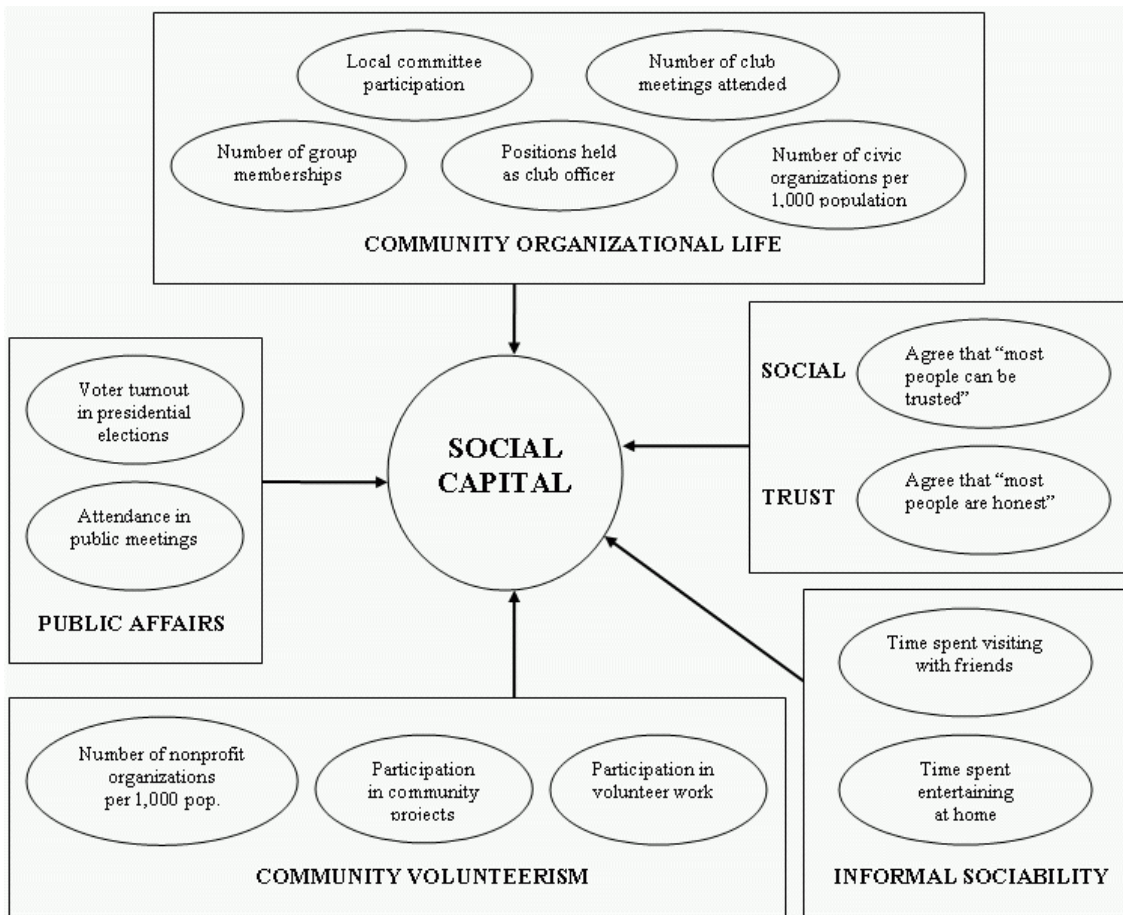 Local committee
participation
Number of club
meetings attended
Number of group
memberships
Positions held
as club officer
Number of civic
organizations per
1,000 population
COMMUNITY ORGANIZATIONAL LIFE
Voter turnout
in presidential
elections
Attendance in
public meetings
PUBLIC AFFAIRS
SOCIAL
CAPITAL
SOCIAL
Agree that “most
people can be
trusted”
TRUST
Agree that “most
people are honest”
Number of nonprofit
organizations
per 1,000 pop.
Participation
in community
projects
Participation in
volunteer work
COMMUNITY VOLUNTEERISM
Time spent visiting
with friends
Time spent
entertaining
at home
INFORMAL SOCIABILITY